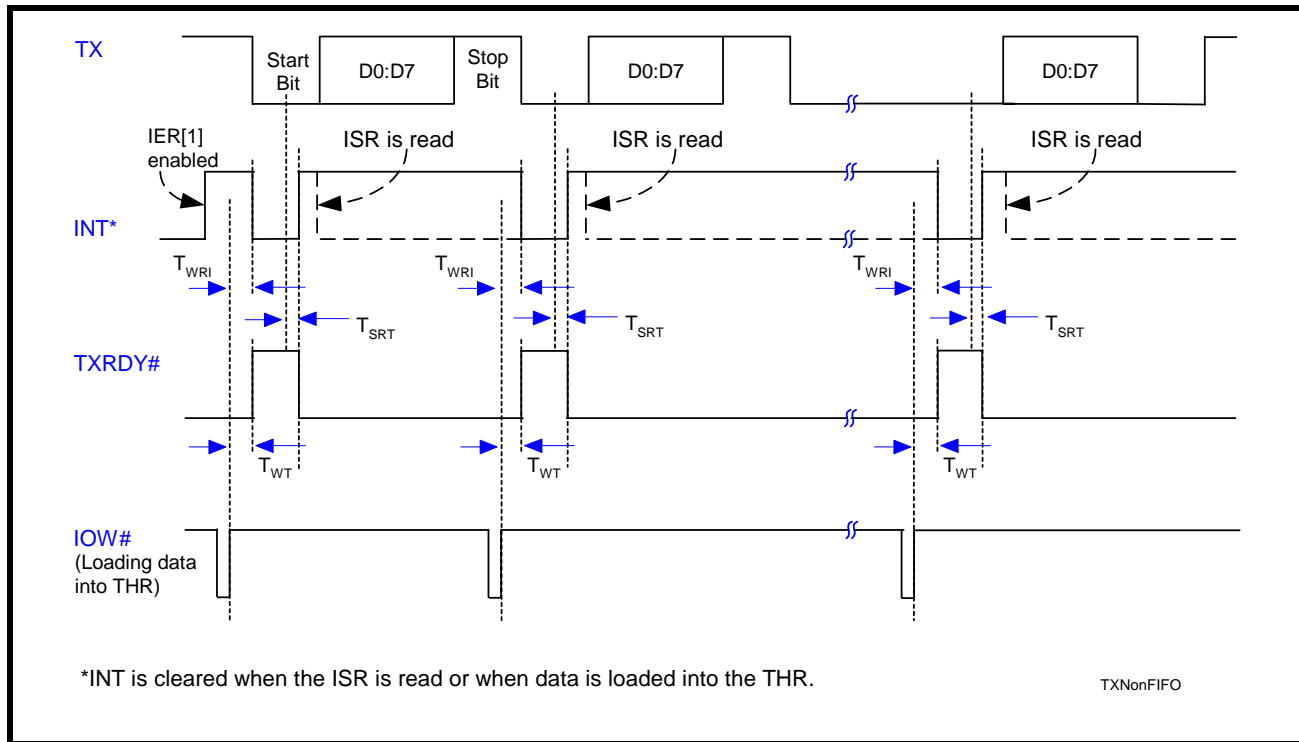 TX
Start
Bit
D0:D7
Stop
Bit
D0:D7
D0:D7
IER[1]
enabled
ISR is read
ISR is read
ISR is read
INT*
TWRI
TWRI
TWRI
TSRT
TSRT
TSRT
TXRDY#
TWT
TWT
TWT
IOW#
(Loading data
into THR)
*INT is cleared when the ISR is read or when data is loaded into the THR.
TXNonFIFO